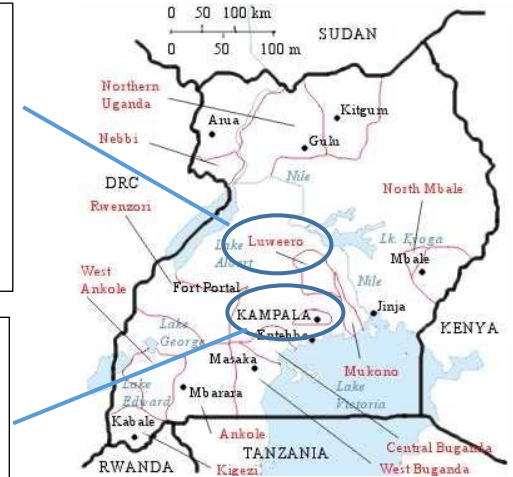 0 50 100 km
0 50 100 m
SUDAN
Northern
Uganda
Kitgum
Arua
Gulu
Nebbi
Nile
DRC
North Mbale
Rwenzori
Lake
Albert
Luweero
Lk. Kyoga
Mbale
West
Ankole
Nile
Fort Portal
KAMPALA
Jinja
Entebbe
KENYA
Lake
George
Masaka
Mukono
Lake
Edward
Mbarara
Lake
Victoria
Kabale
Ankole
Central Buganda
TANZANIA
RWANDA
Kigezi
West Buganda